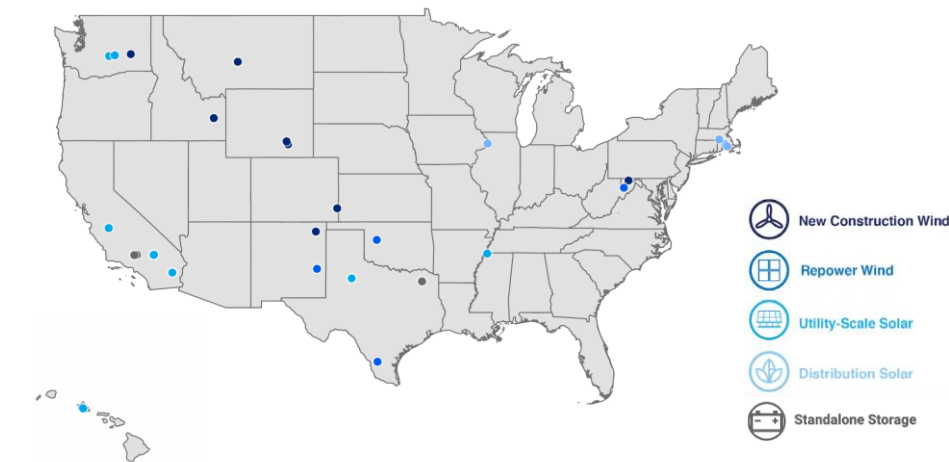 New Construction Wind
Repower Wind
Utility-Scale Solar
Distribution Solar
Standalone Storage